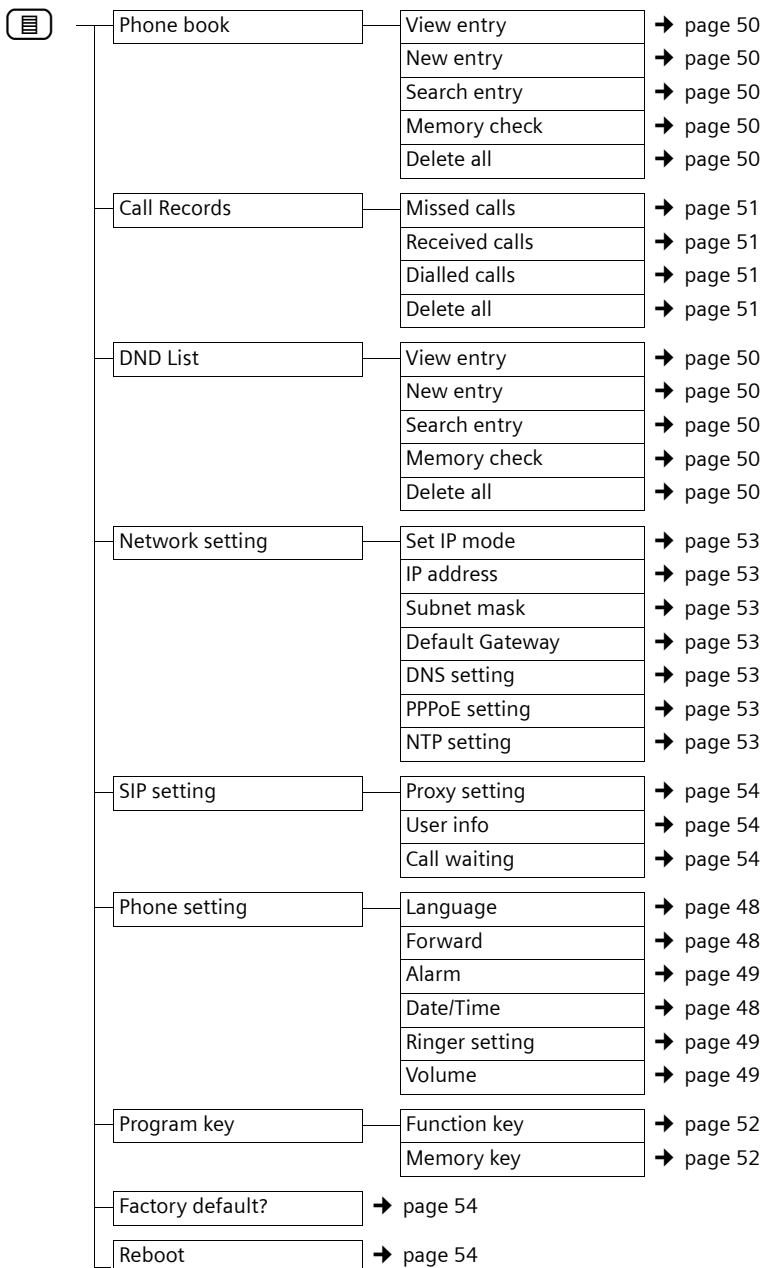 Phone book View entry → page 50
New entry → page 50
Search entry → page 50
Memory check → page 50
Delete all → page 50
Call Records Missed calls → page 51
Received calls → page 51
Dialled calls → page 51
Delete all → page 51
DND List View entry → page 50
New entry → page 50
Search entry → page 50
Memory check → page 50
Delete all → page 50
Network setting Set IP mode → page 53
IP address → page 53
Subnet mask → page 53
Default Gateway → page 53
DNS setting → page 53
PPPoE setting → page 53
NTP setting → page 53
SIP setting Proxy setting → page 54
User info → page 54
Call waiting → page 54
Phone setting Language → page 48
Forward → page 48
Alarm → page 49
Date/Time → page 48
Ringer setting → page 49
Volume → page 49
Program key Function key → page 52
Memory key → page 52
Factory default? → page 54
Reboot → page 54